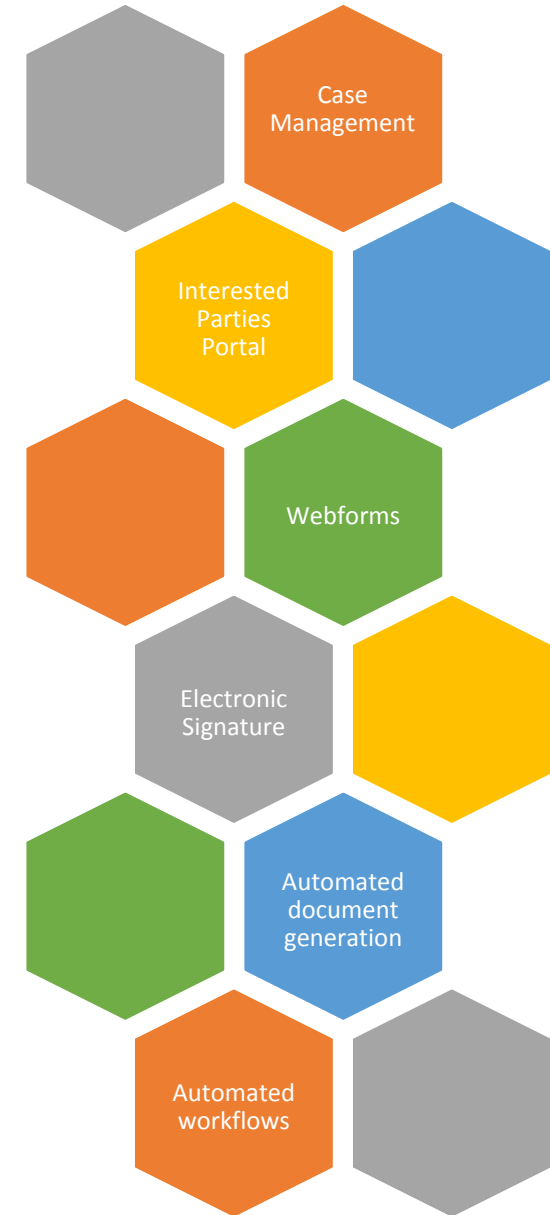 Case
Management
Interested
Parties
Portal
Webforms
Electronic
Signature
Automated
document
generation
Automated
workflows